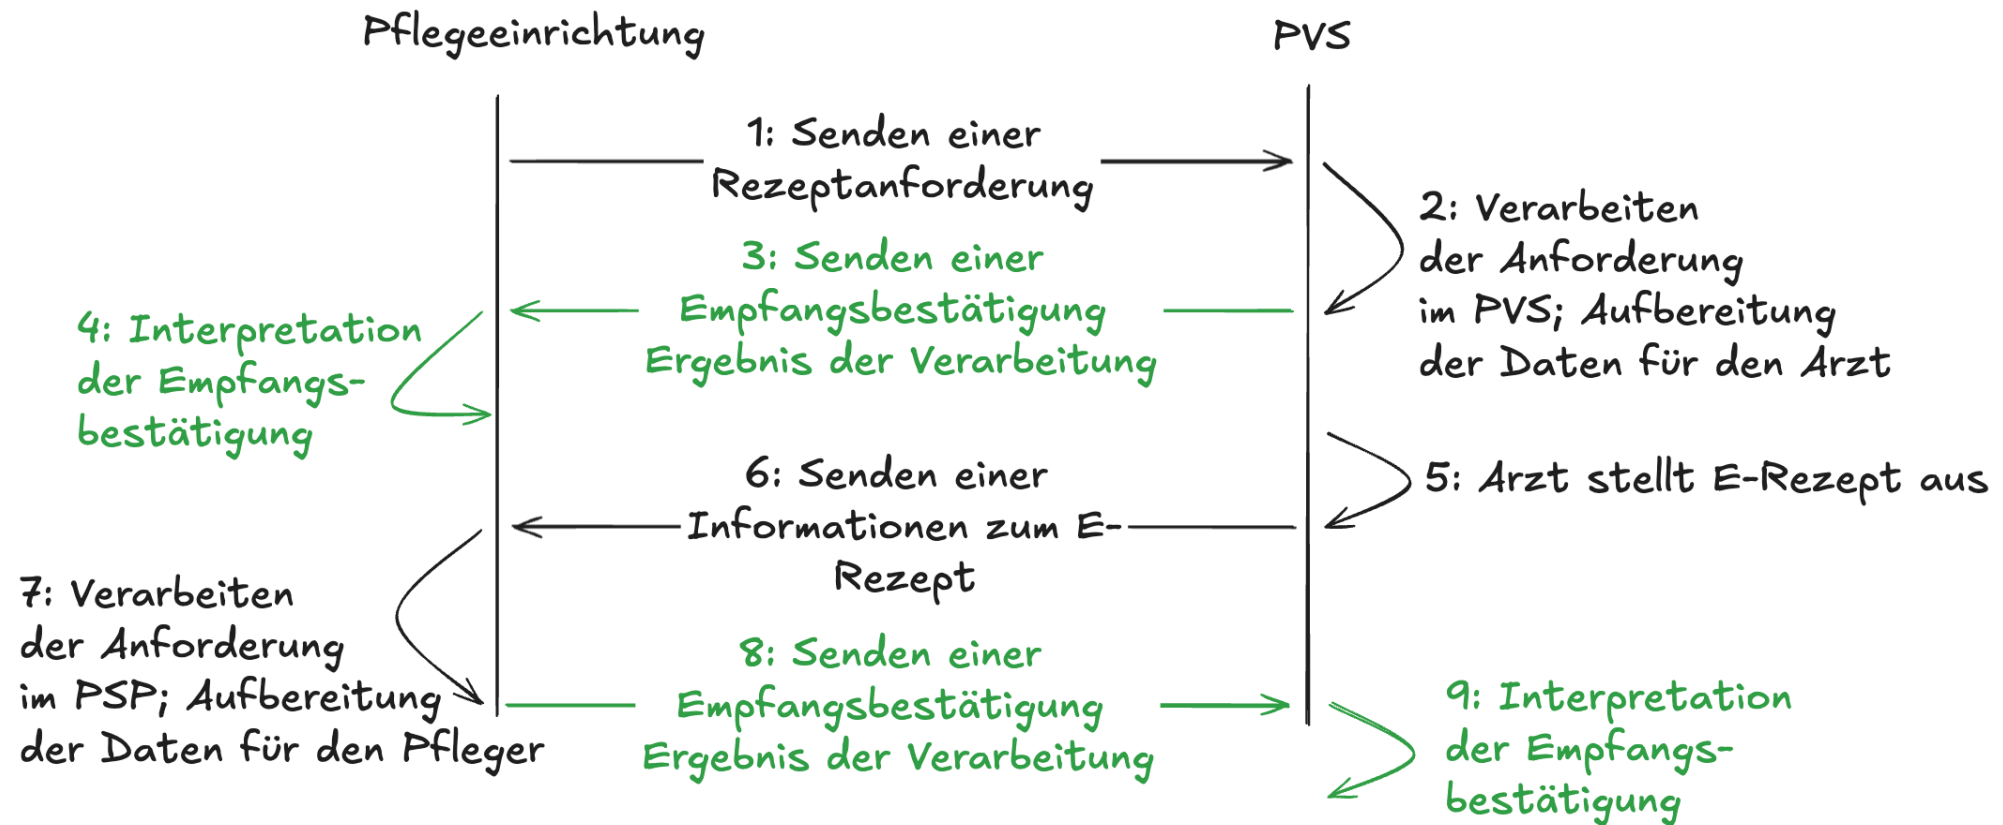 Pflegeeinrichtung
PVS
1: Senden einer
Rezeptanforderung
2: Verarbeiten
der Anforderung
im PVS; Aufbereitung
der Daten für den Arzt
3: Senden einer
Empfangsbestätigung
Ergebnis der Verarbeitung
4: Interpretation
der Empfangs-
bestätigung
5: Arzt stellt E-Rezept aus
6: Senden einer
Informationen zum E-
Rezept
7: Verarbeiten
der Anforderung
im PSP; Aufbereitung
der Daten für den Pfleger
8: Senden einer
Empfangsbestätigung
Ergebnis der Verarbeitung
9: Interpretation
der Empfangs-
bestätigung